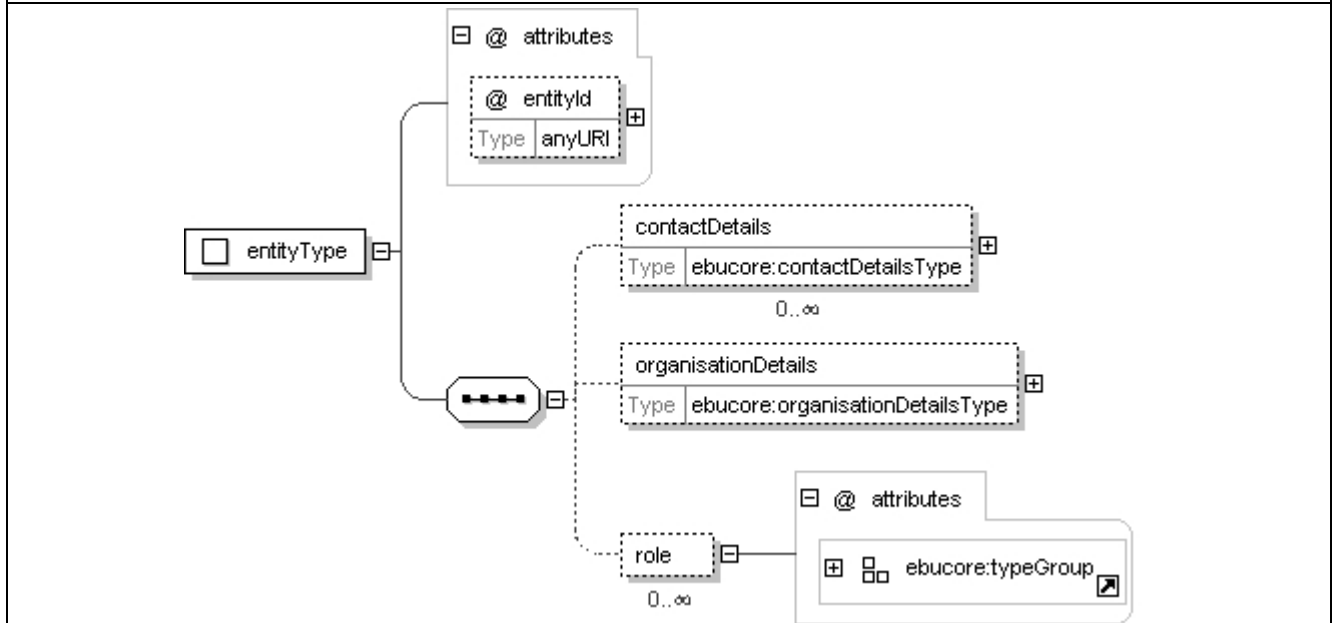 @ attributes
@ entityId
Type anyURI
entityType
contactDetails
Type ebucore:contactDetailsType
0..∞
organisationDetails
Type ebucore:organisationDetailsType
@ attributes
role
ebucore:typeGroup
0..∞